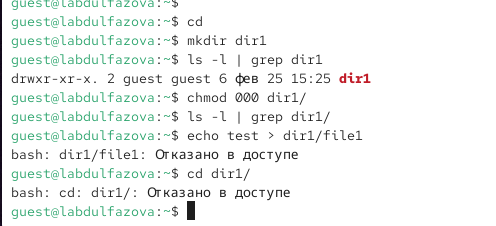 guest@labdulfazova:~$
guest@labdulfazova:~$ cd
guest@labdulfazova:~$ mkdir dir1
guest@labdulfazova:~$ ls -l | grep dir1
drwxr-xr-x. 2 guest guest 6 фев 25 15:25 dir1
guest@labdulfazova:~$ chmod 000 dir1/
guest@labdulfazova:~$ ls -l | grep dir1/
guest@labdulfazova:~$ echo test > dir1/file1
bash: dir1/file1: Отказано в доступе
guest@labdulfazova:~$ cd dir1/
bash: cd: dir1/: Отказано в доступе
guest@labdulfazova:~$